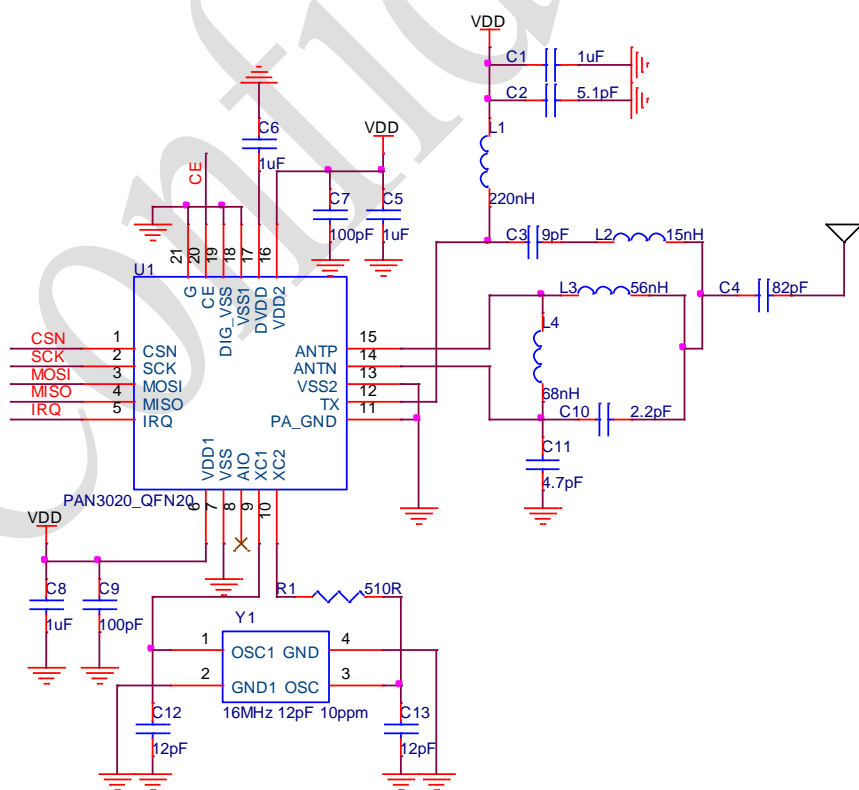 VDD
C1 1uF
C2 5.1pF
C6
1uF
VDD
L1
220nH
CE
C7
100pF
C5
1uF
C3 9pF L2 15nH
21 20 19 18 17 16
U1
G CE DIG_VSS VSS1 DVDD VDD2
L3 56nH C4 82pF
L4
68nH
CSN 1 CSN ANTP 15
SCK 2 SCK ANTN 14
MOSI 3 MOSI VSS2 13
MISO 4 MISO TX 12
IRQ 5 IRQ PA_GND 11
C10 2.2pF
C11
4.7pF
VDD1 VSS AIO XC1 XC2
PAN3020_QFN20
6 7 8 9 10
VDD
C8
1uF
C9
100pF
R1 510R
Y1
1 OSC1 GND 4
2 GND1 OSC 3
16MHz 12pF 10ppm
C12
12pF
C13
12pF
Confid